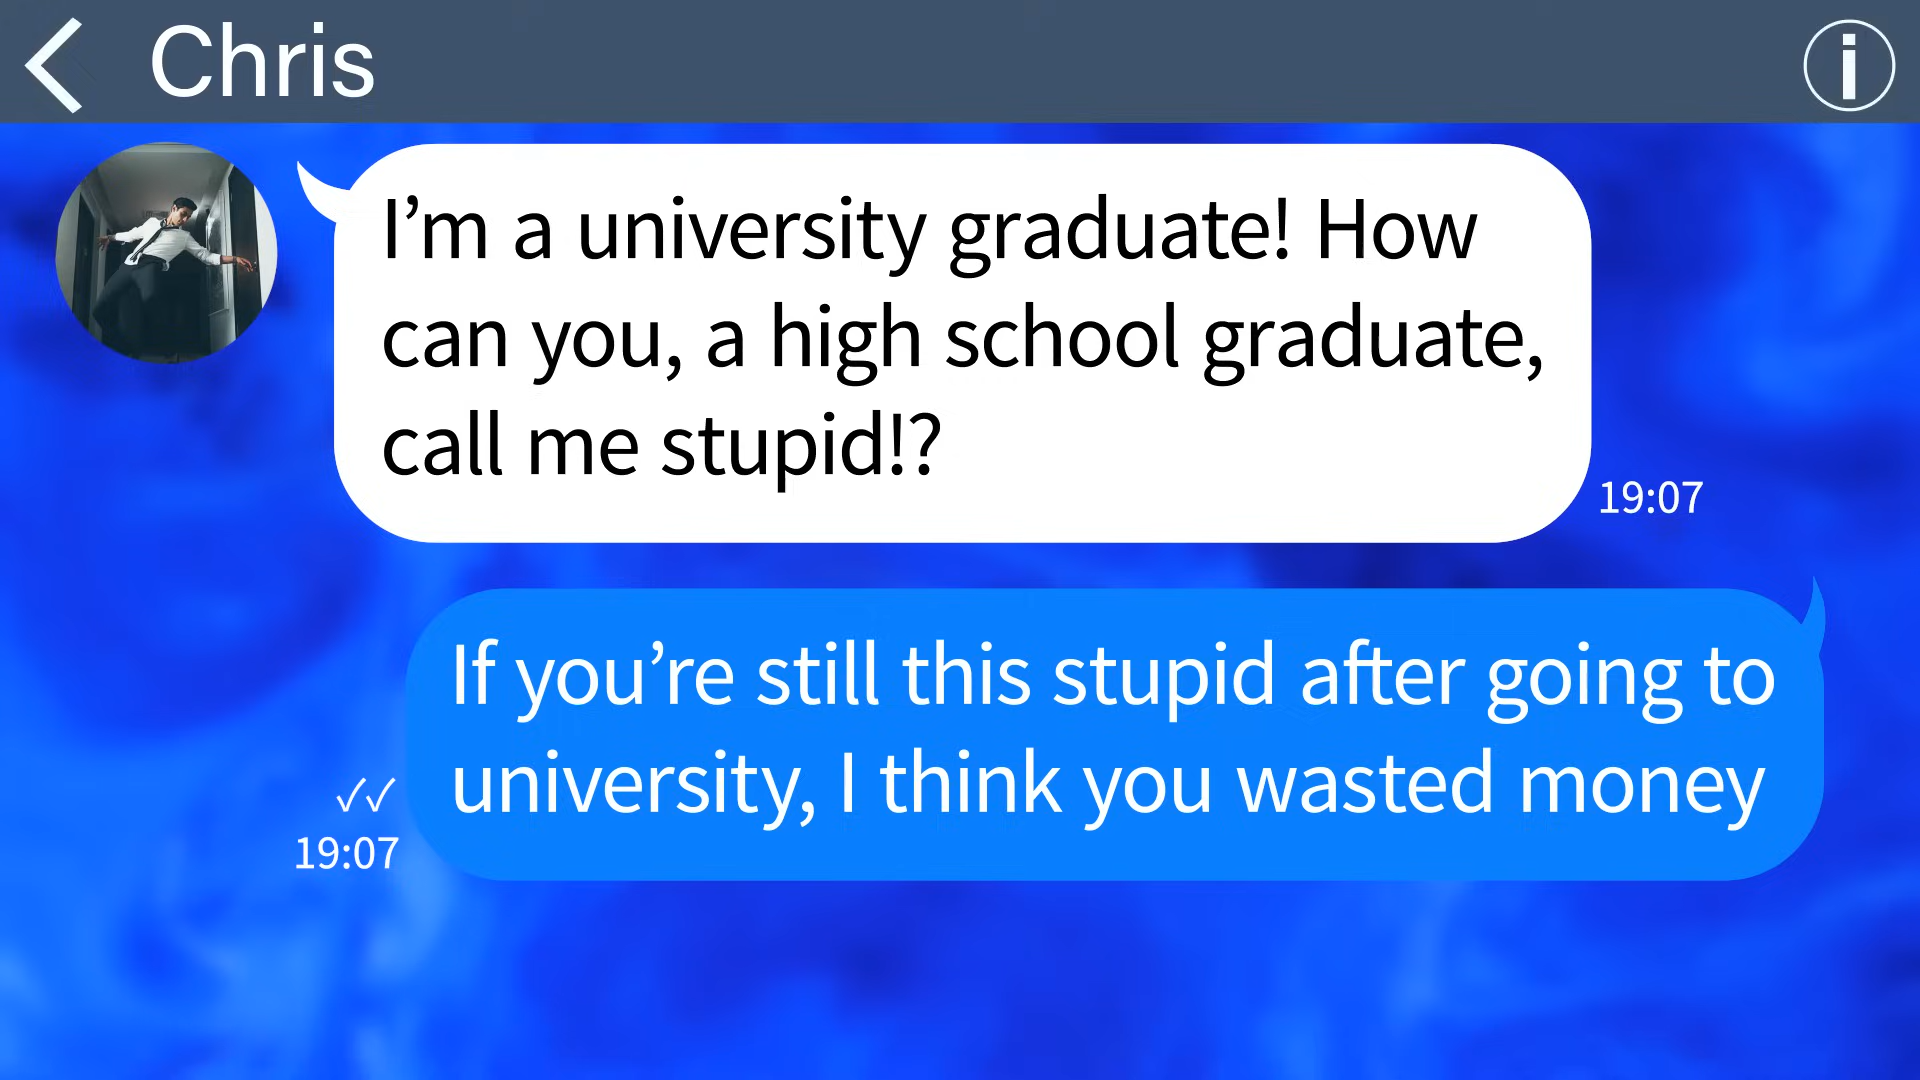 Chris
I’m a university graduate! How
can you, a high school graduate,
call me stupid!?
19:07
If you’re still this stupid after going to
university, I think you wasted money
19:07